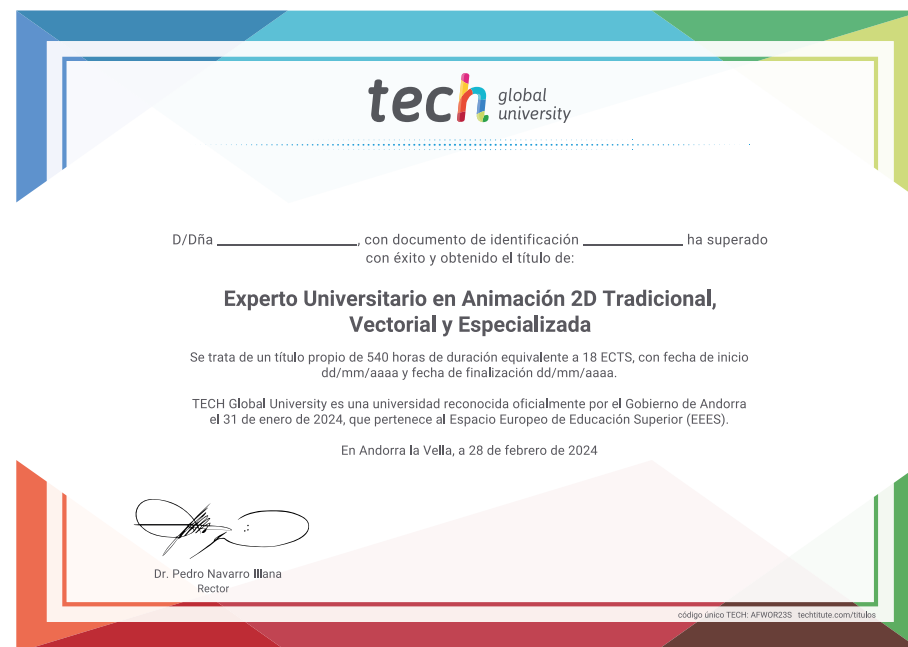 tech global university
D/Dña ____________________, con documento de identificación ______________ ha superado
con éxito y obtenido el título de:
Experto Universitario en Animación 2D Tradicional,
Vectorial y Especializada
Se trata de un título propio de 540 horas de duración equivalente a 18 ECTS, con fecha de inicio
dd/mm/aaaa y fecha de finalización dd/mm/aaaa.
TECH Global University es una universidad reconocida oficialmente por el Gobierno de Andorra
el 31 de enero de 2024, que pertenece al Espacio Europeo de Educación Superior (EEES).
En Andorra la Vella, a 28 de febrero de 2024
Dr. Pedro Navarro Illana
Rector
código único TECH: AFWOR23S techtitute.com/titulos